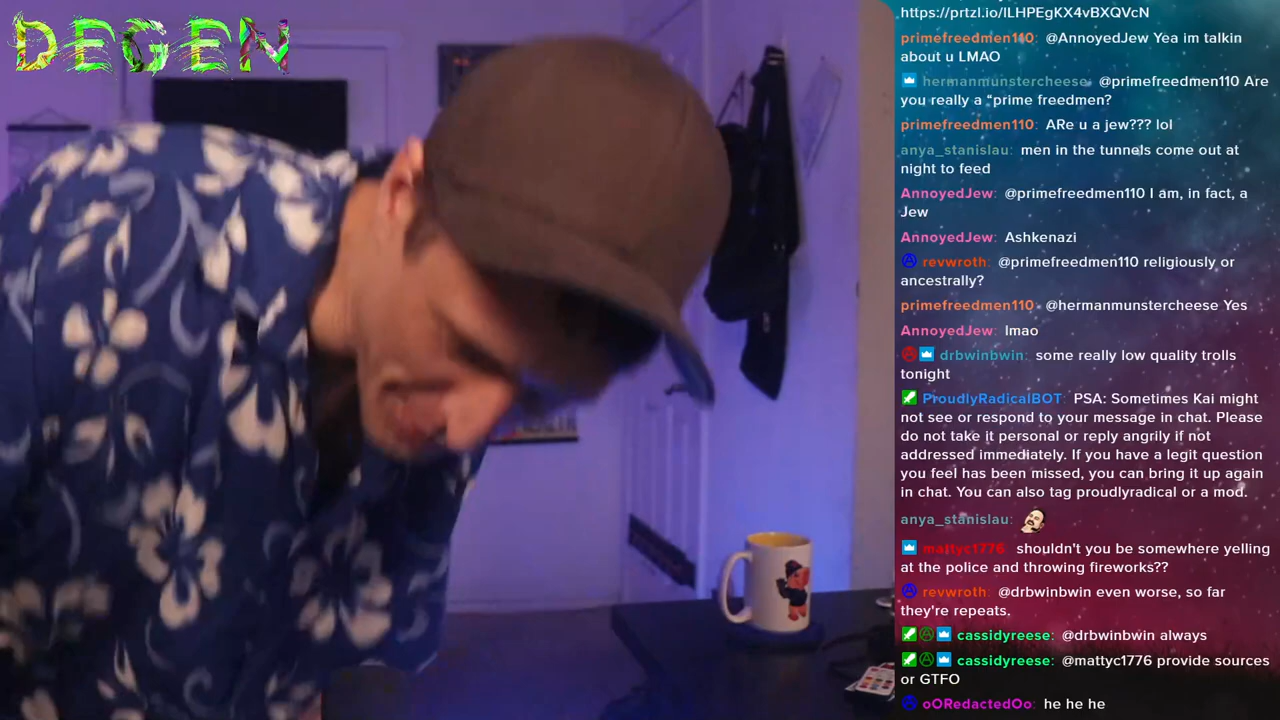 DEGEN
https://prtzl.io/lLHPEgKX4vBXQVcN
primefreedmen110: @AnnoyedJew Yea im talkin
about u LMAO
hermanmunstercheese: @primefreedmen110 Are
you really a “prime freedmen?
primefreedmen110: ARe u a jew??? lol
anya_stanislau: men in the tunnels come out at
night to feed
AnnoyedJew: @primefreedmen110 I am, in fact, a
Jew
AnnoyedJew: Ashkenazi
revwroth: @primefreedmen110 religiously or
ancestrally?
primefreedmen110: @hermanmunstercheese Yes
AnnoyedJew: lmao
drbwinbwin: some really low quality trolls
tonight
ProudlyRadicalBOT: PSA: Sometimes Kai might
not see or respond to your message in chat. Please
do not take it personal or reply angrily if not
addressed immediately. If you have a legit question
you feel has been missed, you can bring it up again
in chat. You can also tag proudlyradical or a mod.
anya_stanislau:
mattyc1776: shouldn't you be somewhere yelling
at the police and throwing fireworks??
revwroth: @drbwinbwin even worse, so far
they're repeats.
cassidyreese: @drbwinbwin always
cassidyreese: @mattyc1776 provide sources
or GTFO
oORedactedOo: he he he